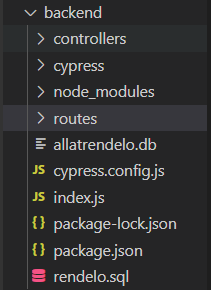 backend
controllers
cypress
node_modules
routes
allatrendelo.db
JS cypress.config.js
JS index.js
{} package-lock.json
{} package.json
rendelo.sql